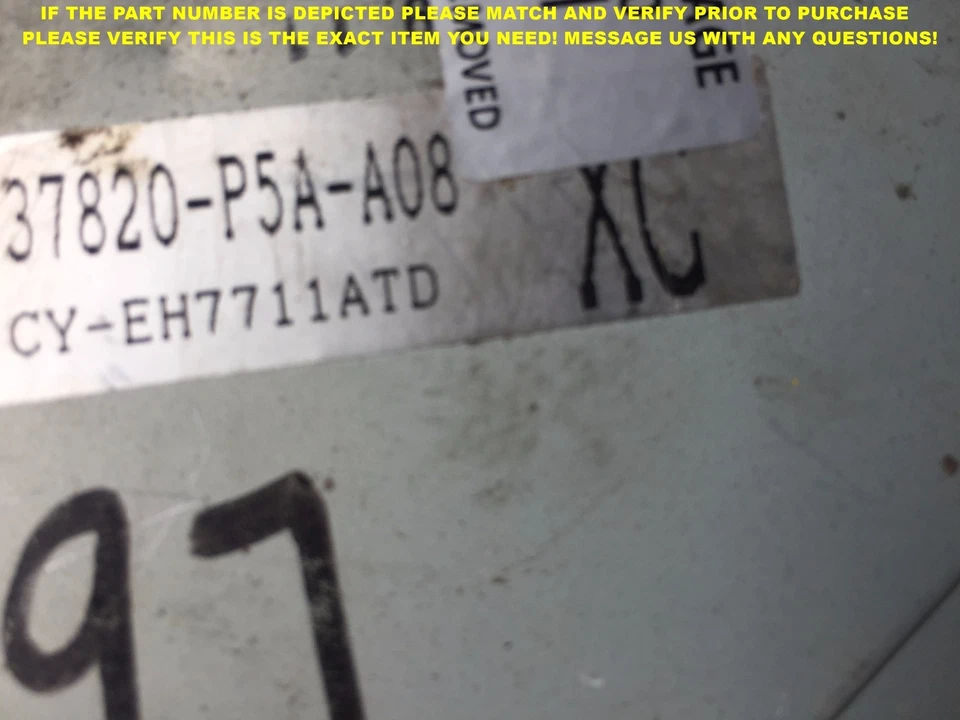 IF THE PART NUMBER IS DEPICTED PLEASE MATCH AND VERIFY PRIOR TO PURCHASE
PLEASE VERIFY THIS IS THE EXACT ITEM YOU NEED! MESSAGE US WITH ANY QUESTIONS!
37820-P5A-A08
XC
CY-EH7711ATD
97